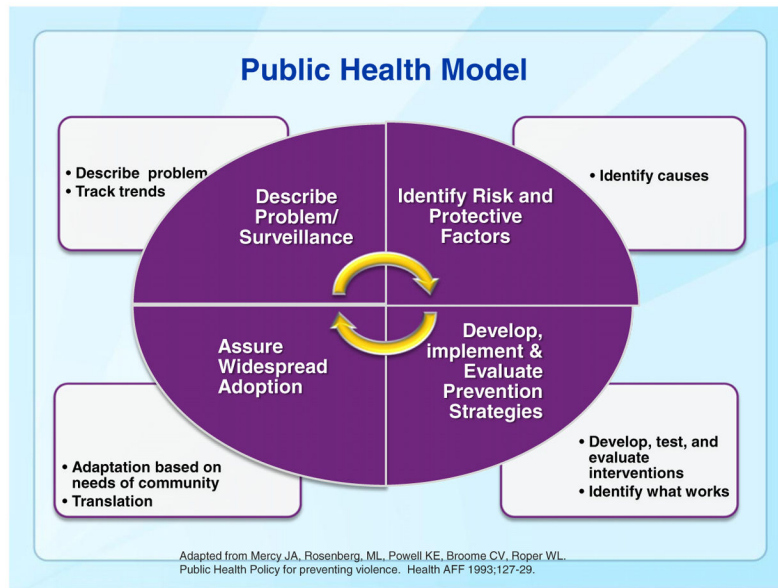 Public Health Model
• Describe problem
• Track trends
Describe
Problem/
Surveillance
Identify Risk and
Protective
Factors
• Identify causes
Assure
Widespread
Adoption
Develop,
implement &
Evaluate
Prevention
Strategies
• Adaptation based on
needs of community
• Translation
• Develop, test, and
evaluate
interventions
• Identify what works
Adapted from Mercy JA, Rosenberg, ML, Powell KE, Broome CV, Roper WL.
Public Health Policy for preventing violence. Health AFF 1993;127-29.